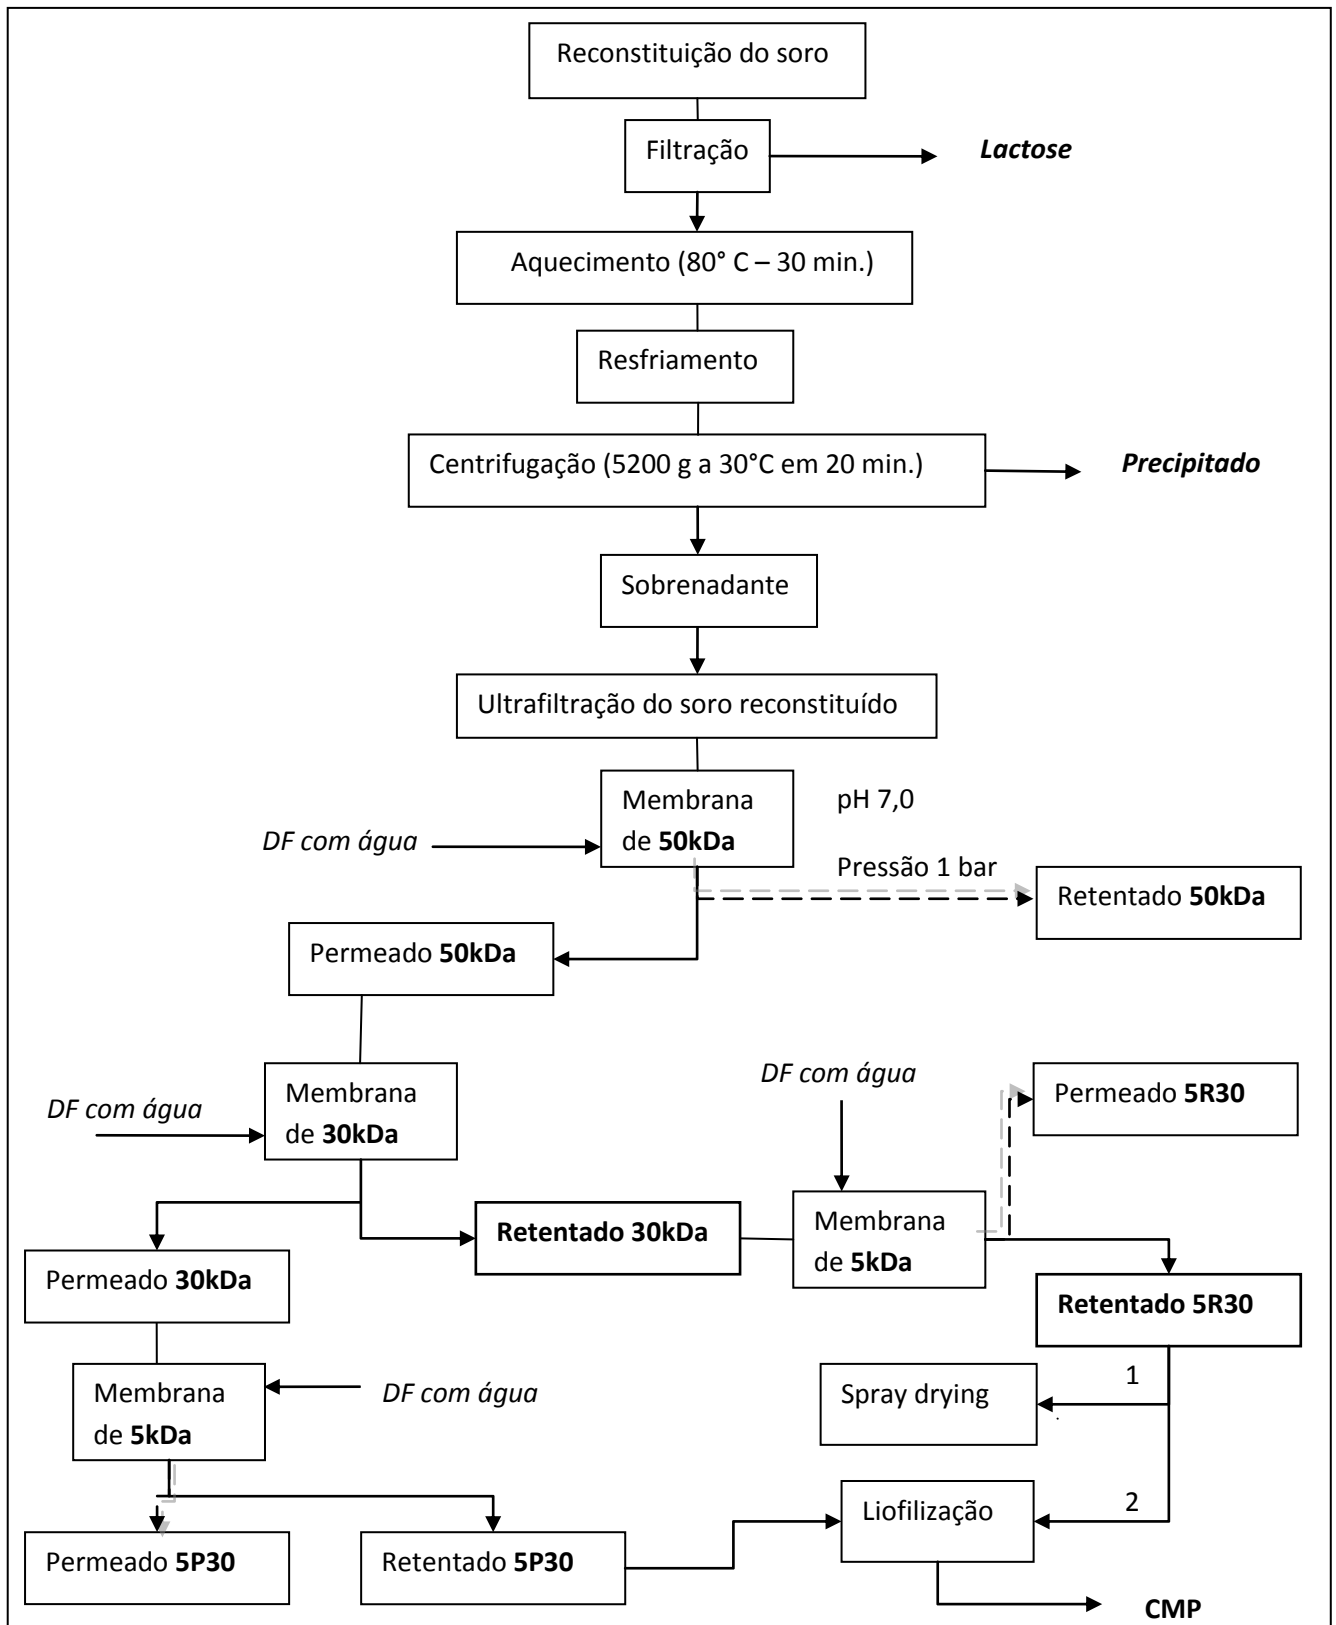 Reconstituição do soro
Filtração
Lactose
Aquecimento (80° C – 30 min.)
Resfriamento
Centrifugação (5200 g a 30°C em 20 min.)
Precipitado
Sobrenadante
Ultrafiltração do soro reconstituído
Membrana
de 50kDa
pH 7,0
DF com água
Pressão 1 bar
Retentado 50kDa
Permeado 50kDa
Membrana
de 30kDa
DF com água
DF com água
Permeado 5R30
Retentado 30kDa
Membrana
de 5kDa
Permeado 30kDa
Retentado 5R30
Membrana
de 5kDa
DF com água
1
Spray drying
2
Liofilização
Permeado 5P30
Retentado 5P30
CMP